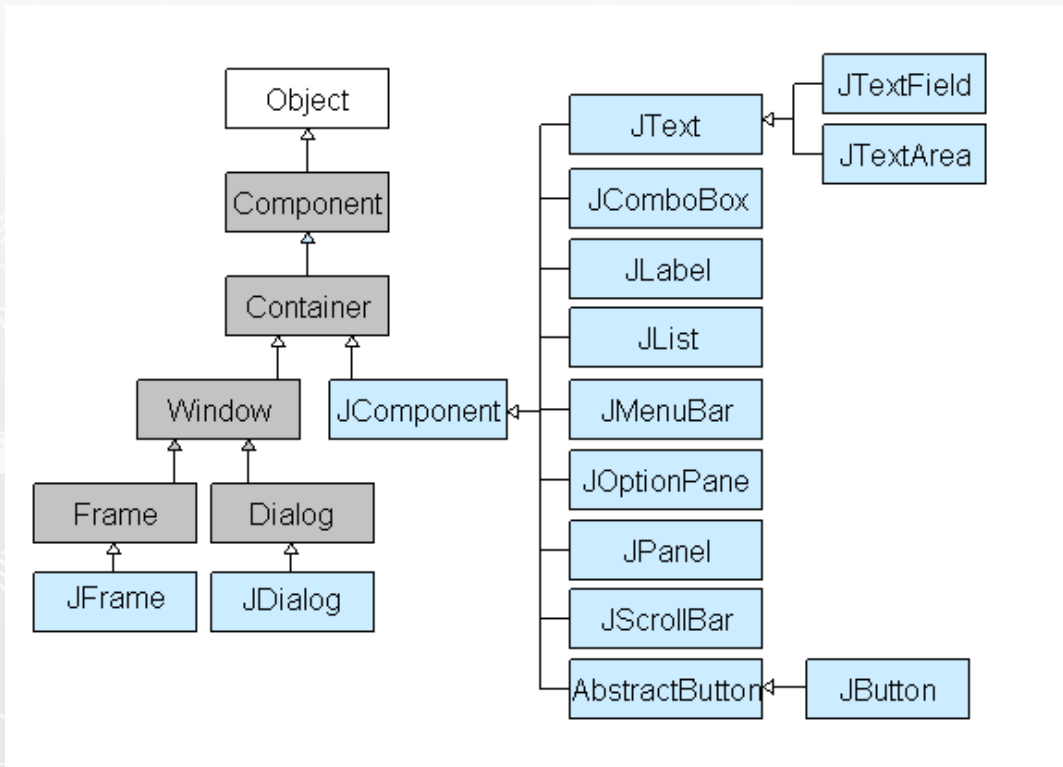 Object
Component
Container
Window
JComponent
Frame
Dialog
JFrame
JDialog
JText
JComboBox
JLabel
JList
JMenuBar
JOptionPane
JPanel
JScrollBar
AbstractButton
JTextField
JTextArea
JButton